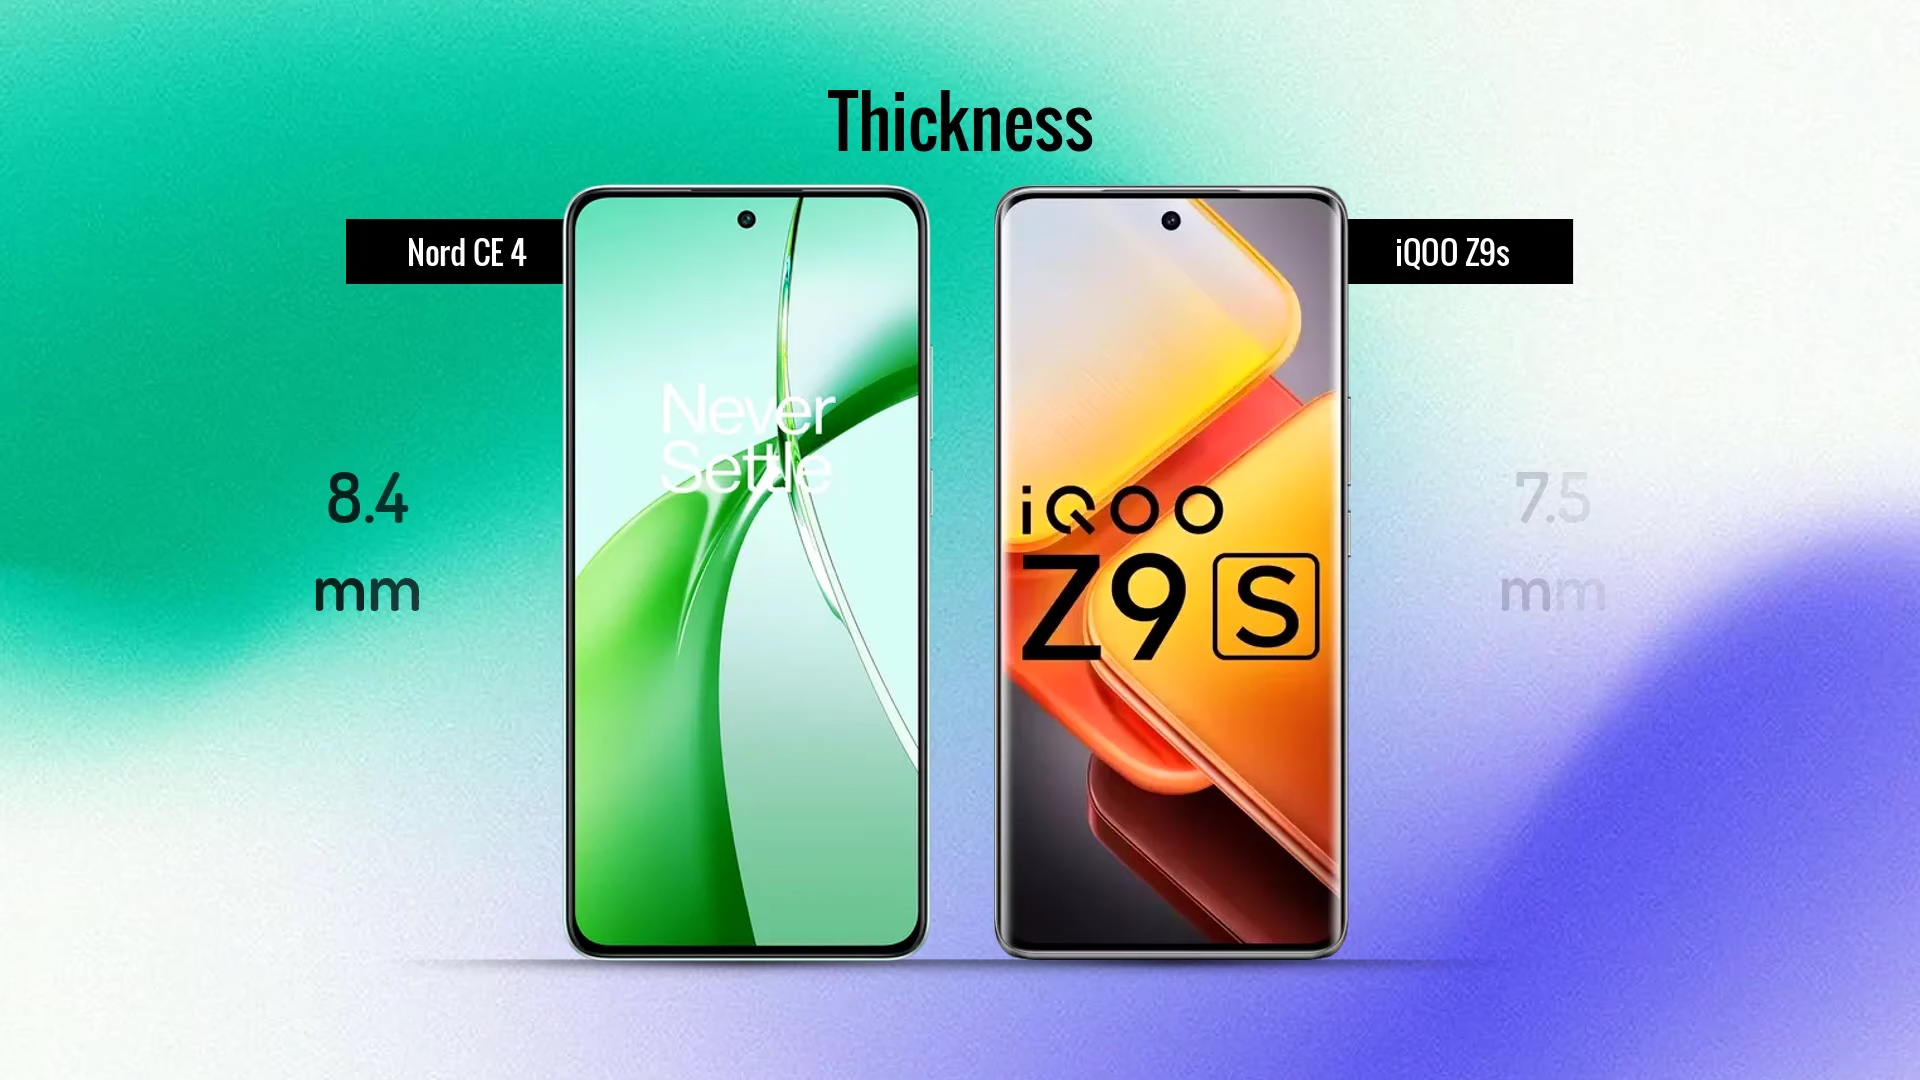 Thickness
Nord CE 4
iQOO Z9s
Never
Settle
iQOO
Z9 S
8.4
mm
7.5
mm